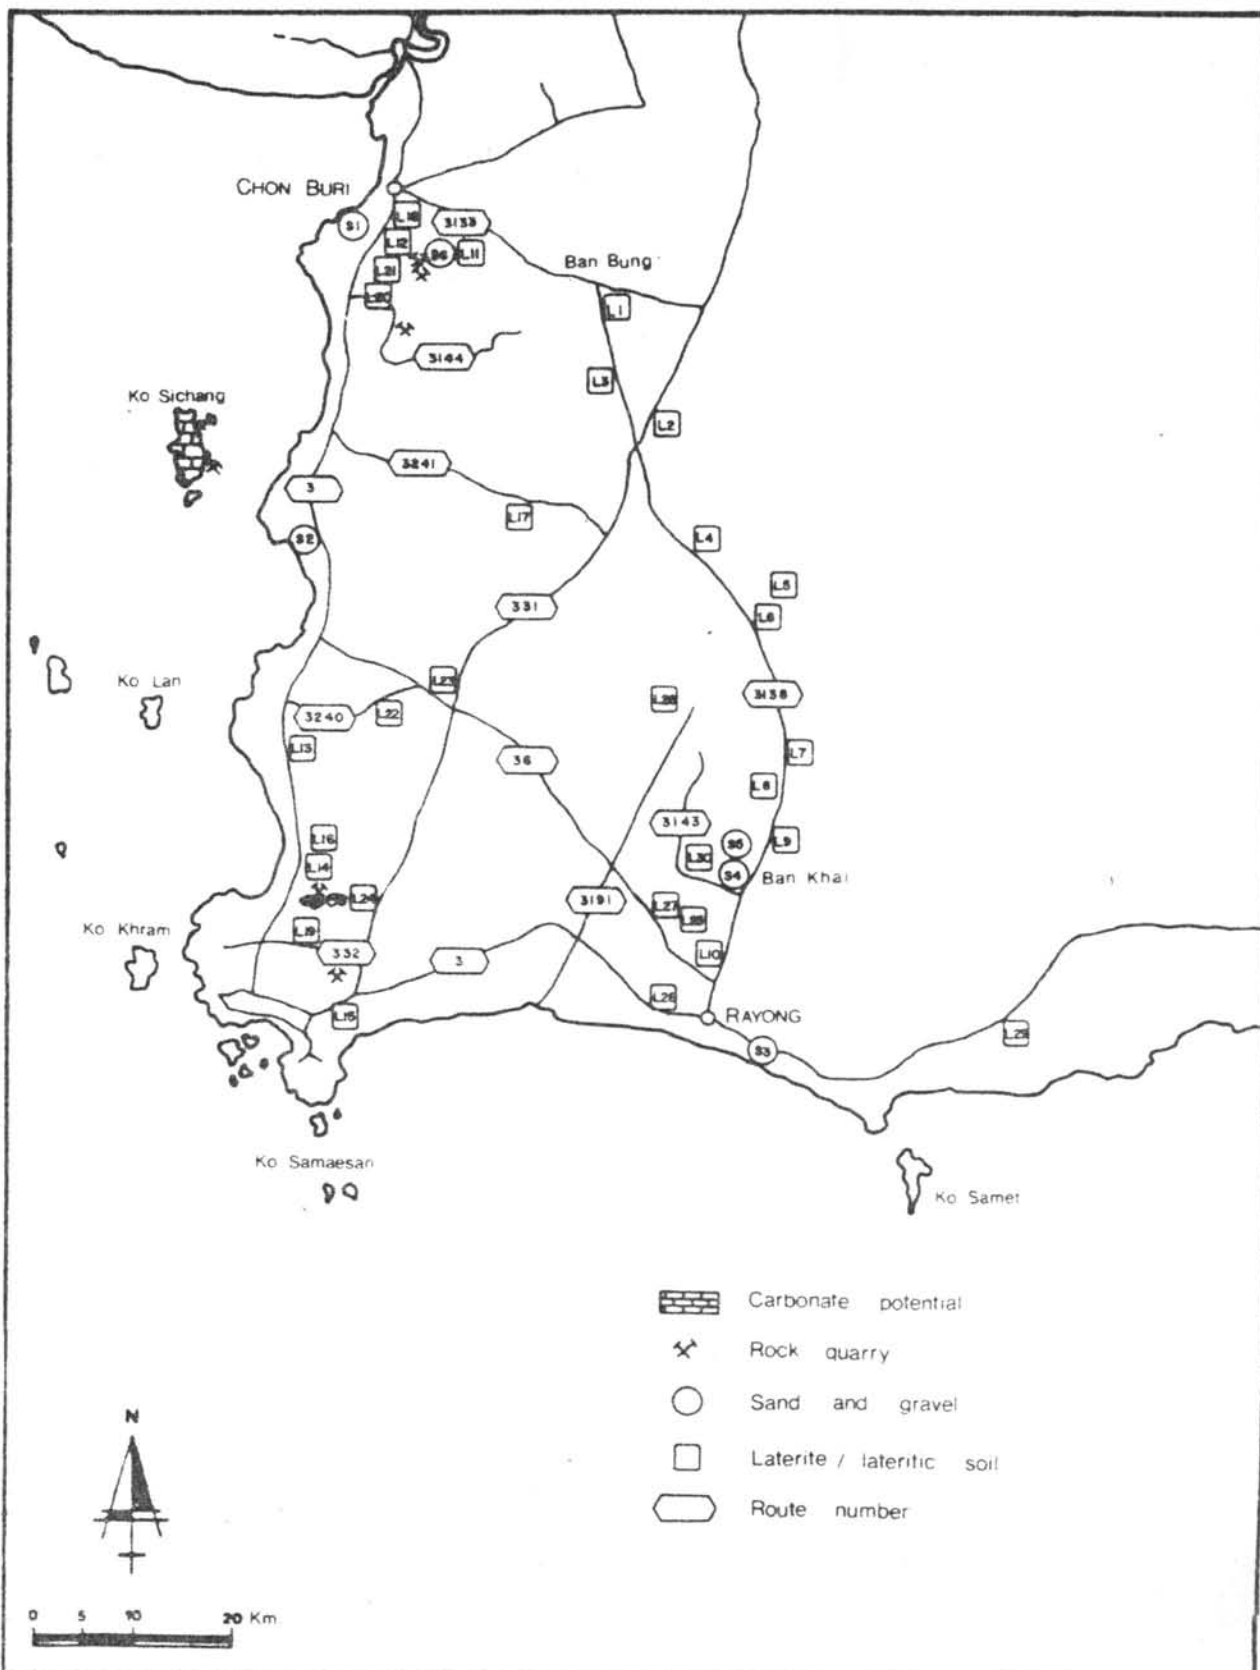 CHON BURI
L18
S1
3133
L12
S6
L11
L21
Ban Bung
L20
L1
3144
L3
Ko Sichang
L2
3241
3
L17
S2
L4
L5
331
L6
Ko Lan
L23
3138
L22
3240
L13
L7
36
L8
3143
L16
S5
L9
L14
L30
S4
Ban Khai
L24
3191
L27
Ko Khram
L19
332
3
L10
L26
L15
RAYONG
S3
L29
Ko Samaesan
Ko Samet
Carbonate potential
Rock quarry
Sand and gravel
Laterite / lateritic soil
Route number
N
0 5 10 20 Km.